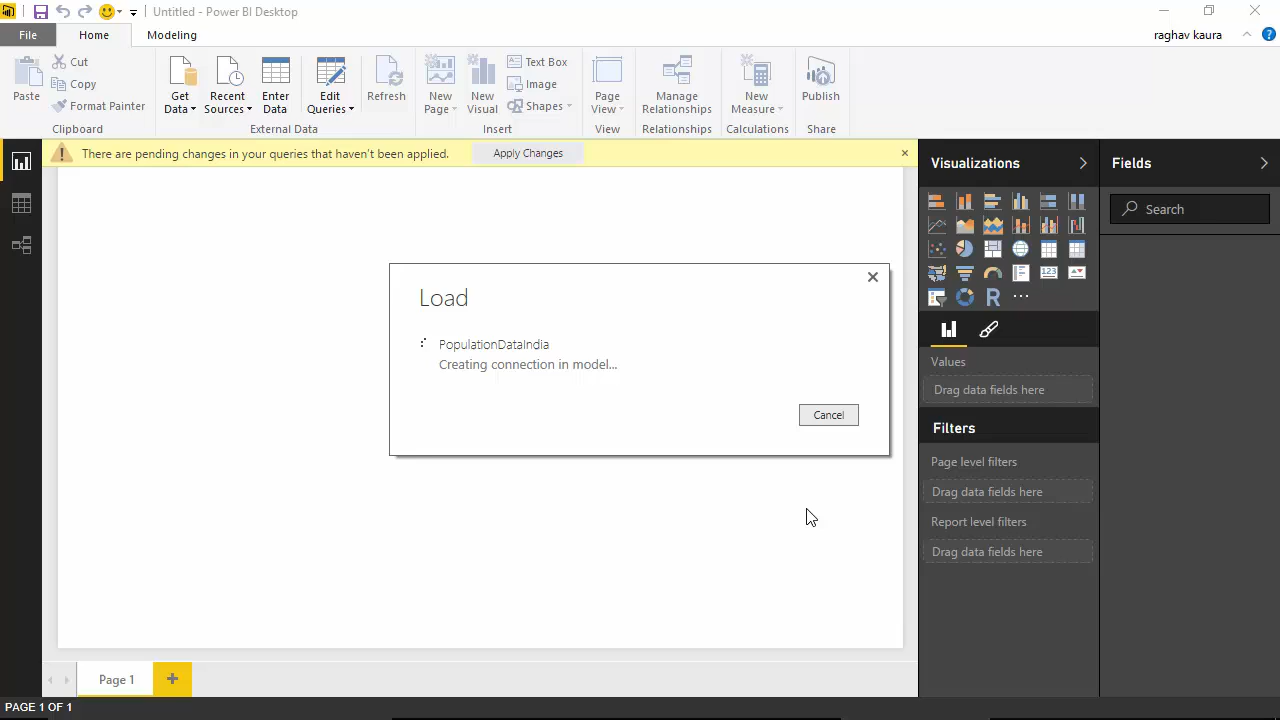 Untitled - Power BI Desktop
File
Home
Modeling
raghav kaura
Paste
Cut
Copy
Format Painter
Clipboard
Get Data
Recent Sources
Enter Data
Edit Queries
Refresh
External Data
New Page
New Visual
Text Box
Image
Shapes
Insert
Page View
View
Manage Relationships
Relationships
New Measure
Calculations
Publish
Share
There are pending changes in your queries that haven't been applied.
Apply Changes
Load
PopulationDataIndia
Creating connection in model...
Cancel
Visualizations
123
R
Values
Drag data fields here
Filters
Page level filters
Drag data fields here
Report level filters
Drag data fields here
Fields
Search
Page 1
PAGE 1 OF 1